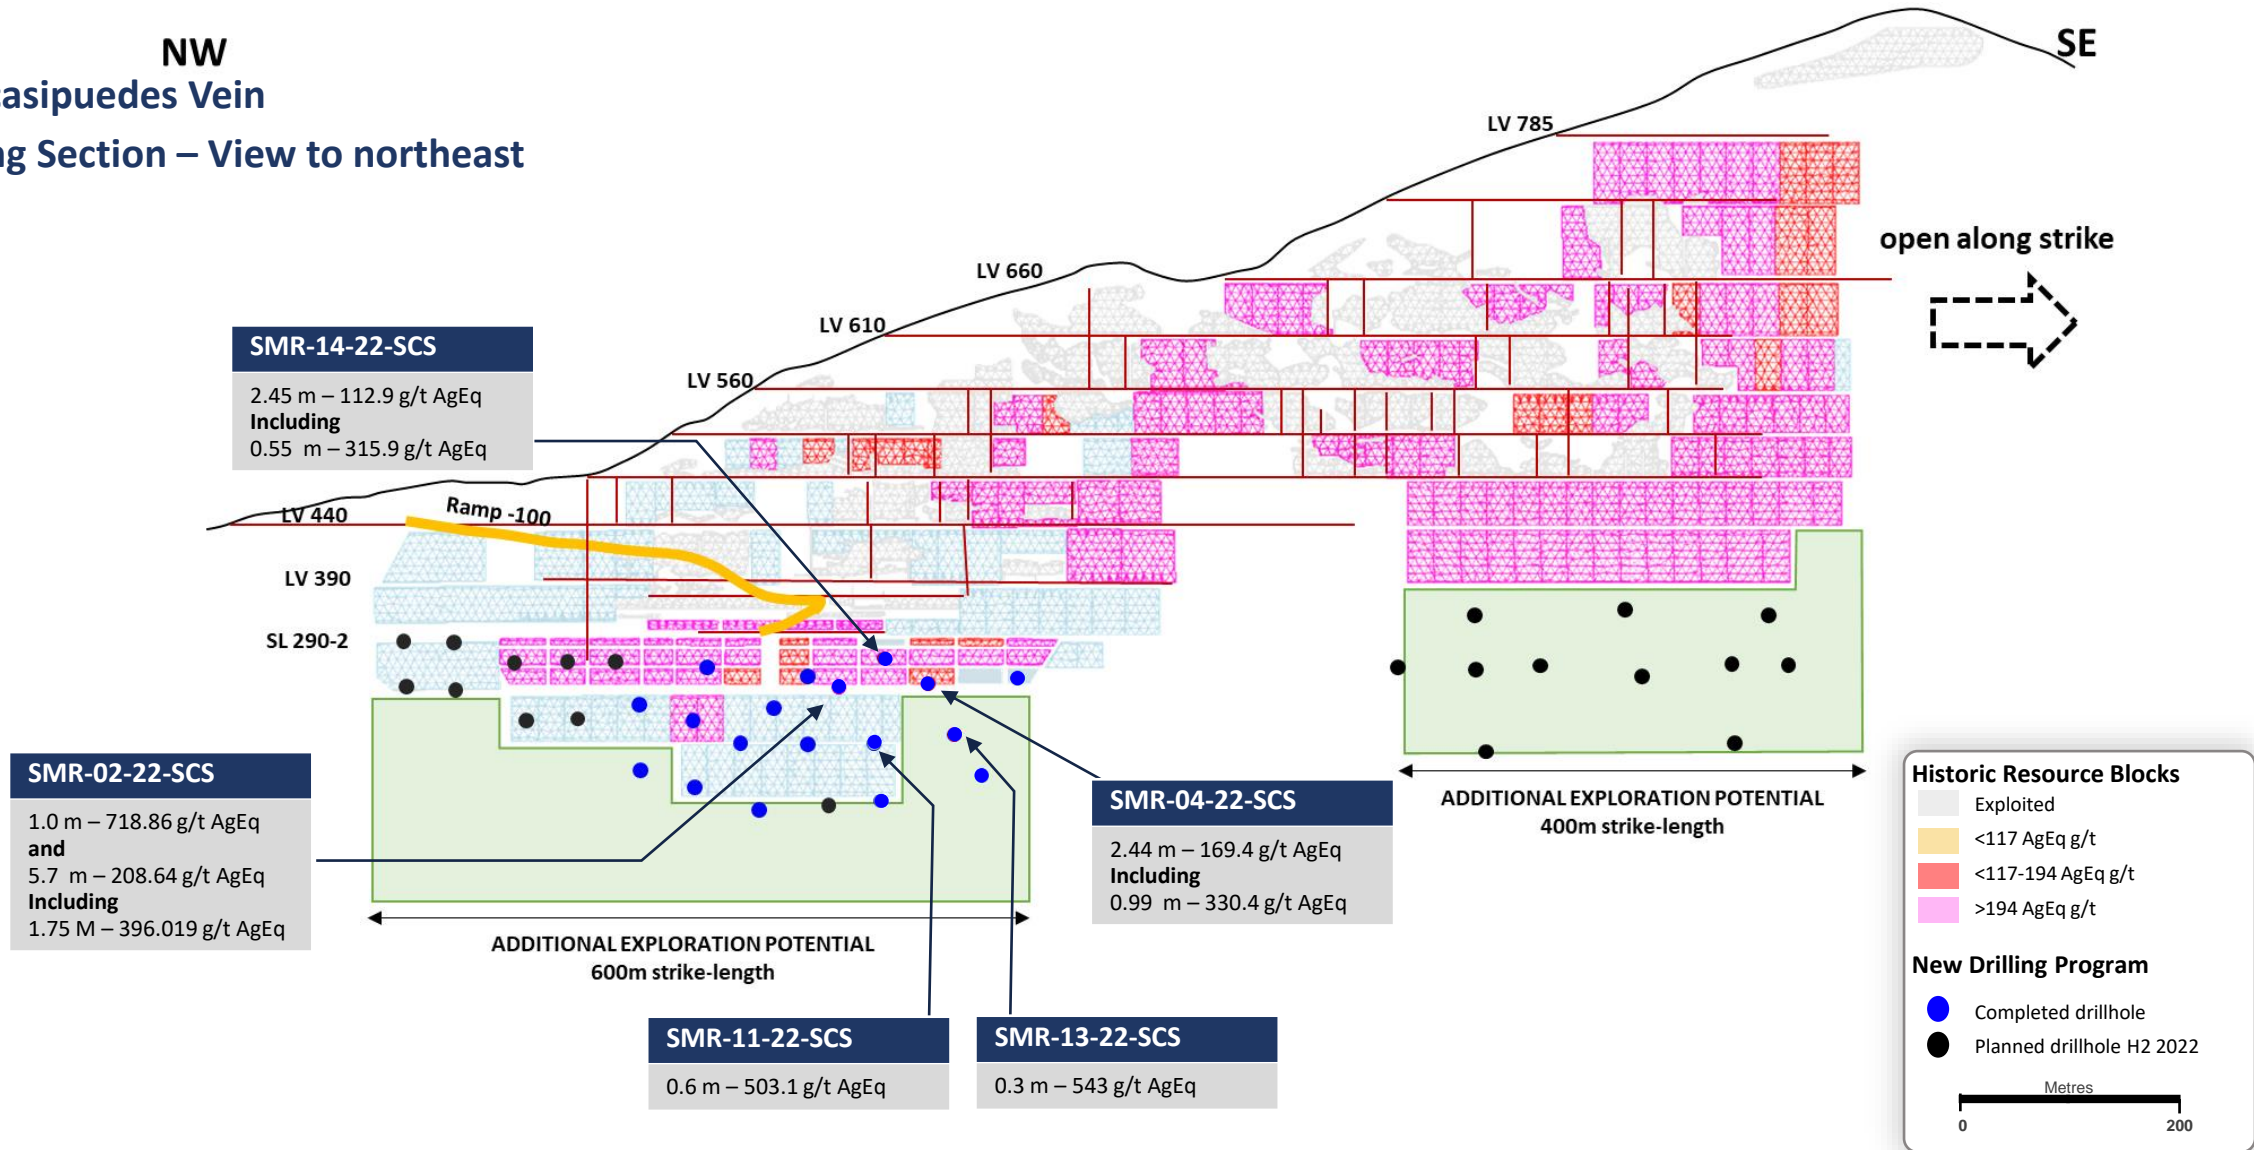 NW
SE
casipuedes Vein
ng Section – View to northeast
LV 785
open along strike
LV 660
LV 610
LV 560
SMR-14-22-SCS
2.45 m – 112.9 g/t AgEq
Including
0.55 m – 315.9 g/t AgEq
Ramp -100
LV 440
LV 390
SL 290-2
SMR-02-22-SCS
1.0 m – 718.86 g/t AgEq
and
5.7 m – 208.64 g/t AgEq
Including
1.75 M – 396.019 g/t AgEq
SMR-04-22-SCS
2.44 m – 169.4 g/t AgEq
Including
0.99 m – 330.4 g/t AgEq
ADDITIONAL EXPLORATION POTENTIAL
400m strike-length
ADDITIONAL EXPLORATION POTENTIAL
600m strike-length
SMR-11-22-SCS
0.6 m – 503.1 g/t AgEq
SMR-13-22-SCS
0.3 m – 543 g/t AgEq
Historic Resource Blocks
Exploited
<117 AgEq g/t
<117-194 AgEq g/t
>194 AgEq g/t
New Drilling Program
Completed drillhole
Planned drillhole H2 2022
Metres
0 200